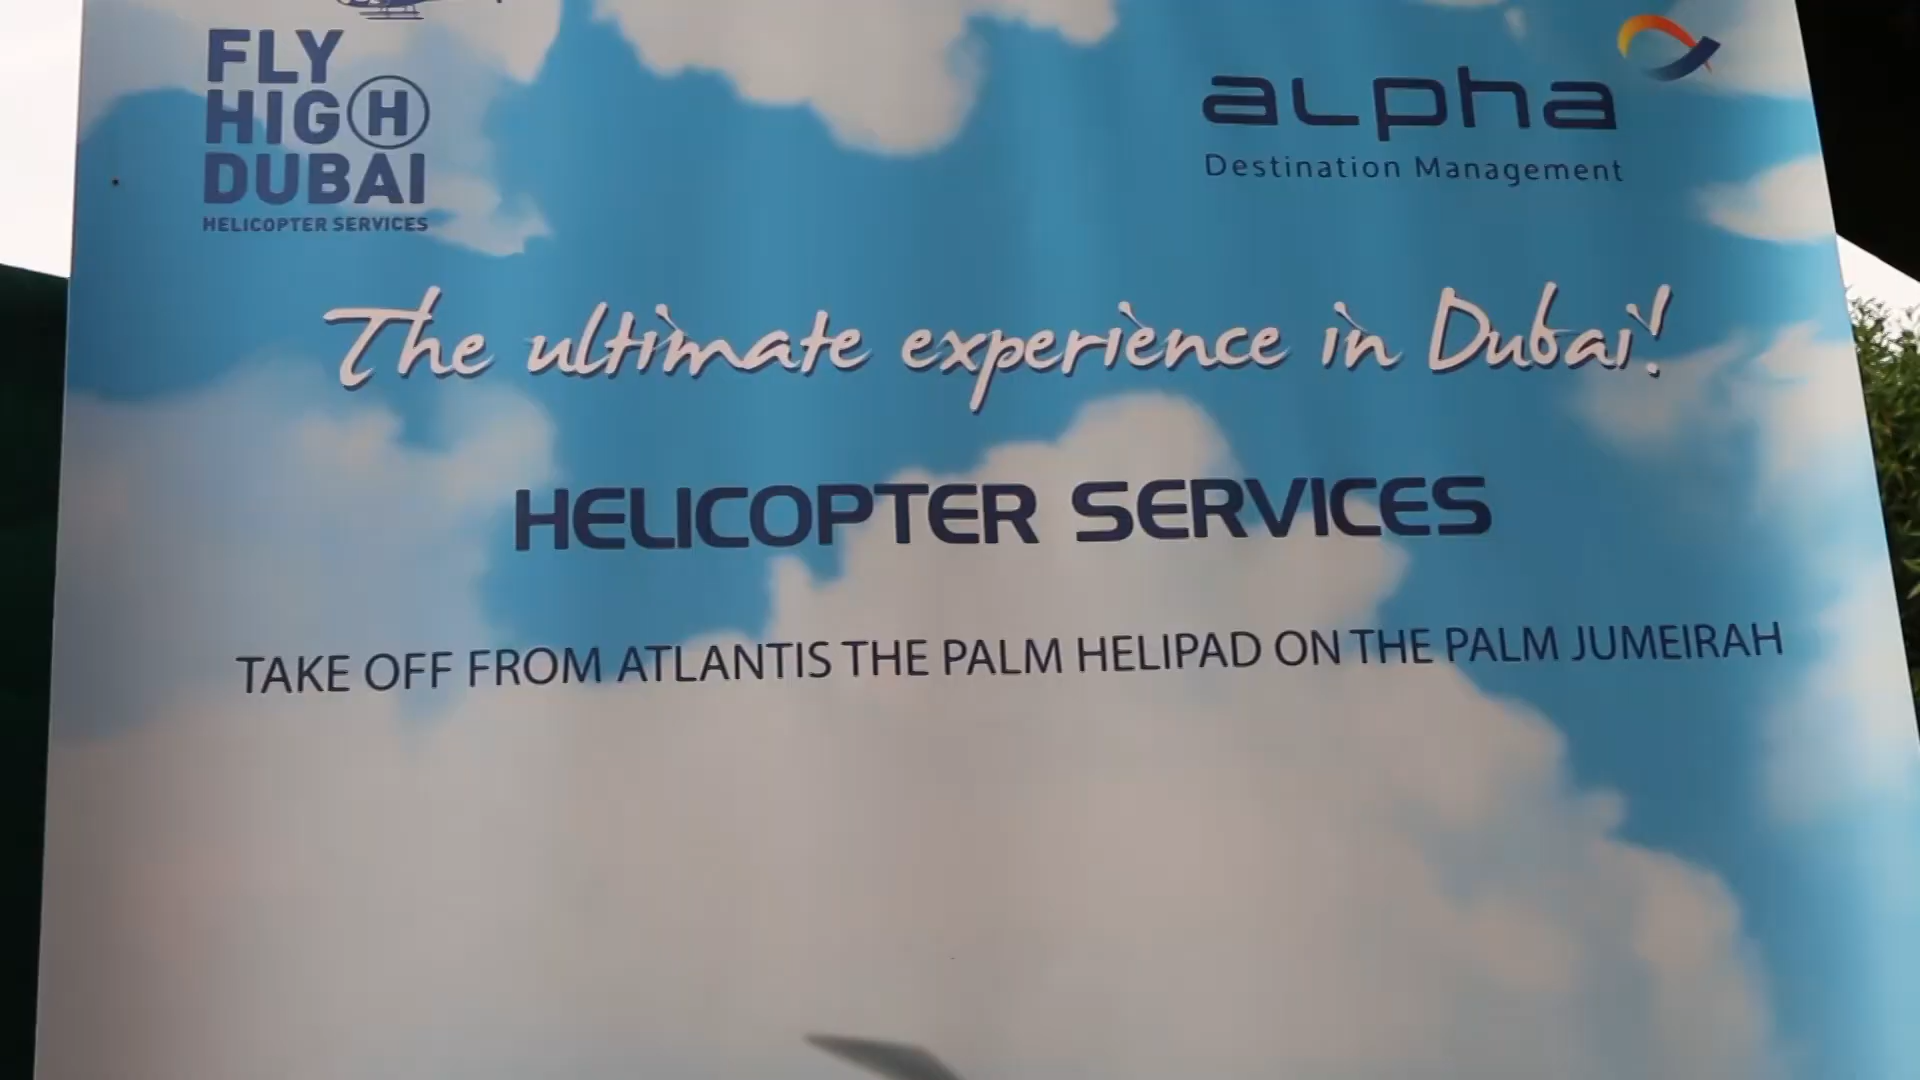 FLY
HIGH
DUBAI
HELICOPTER SERVICES
alpha
Destination Management
The ultimate experience in Dubai!
HELICOPTER SERVICES
TAKE OFF FROM ATLANTIS THE PALM HELIPAD ON THE PALM JUMEIRAH